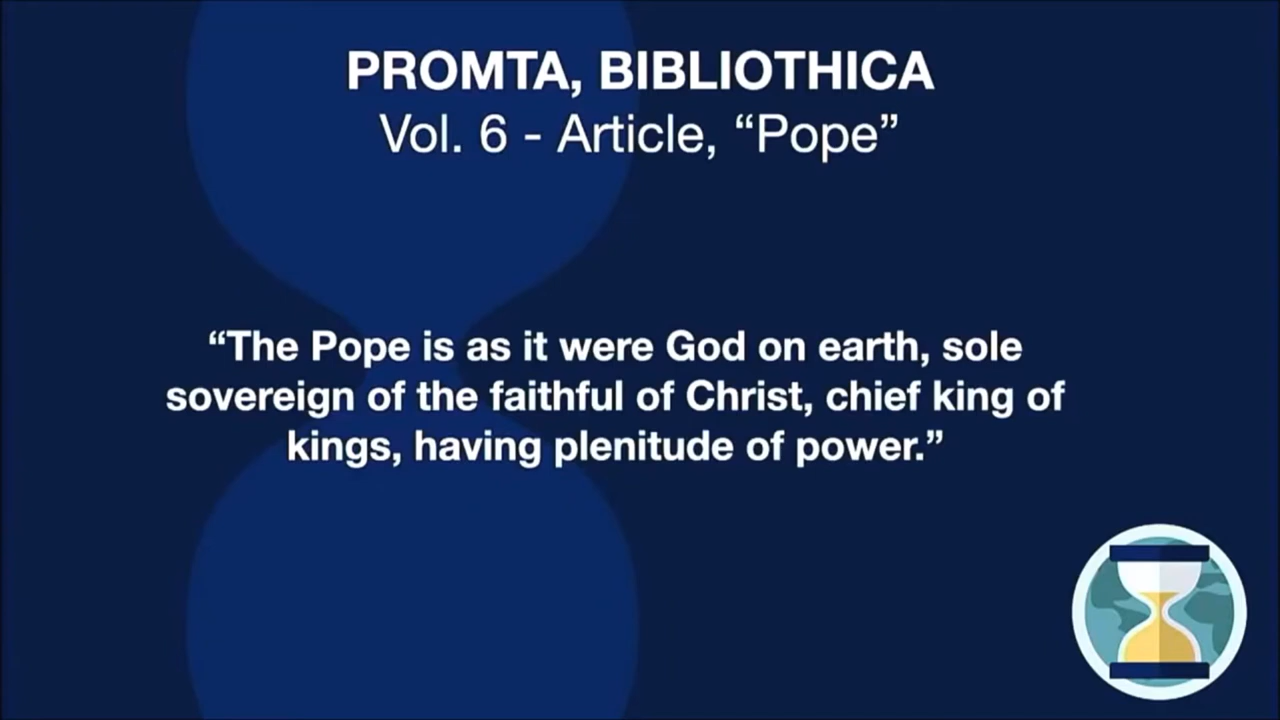 PROMTA, BIBLIOTHICA
Vol. 6 - Article, “Pope”
“The Pope is as it were God on earth, sole
sovereign of the faithful of Christ, chief king of
kings, having plenitude of power.”